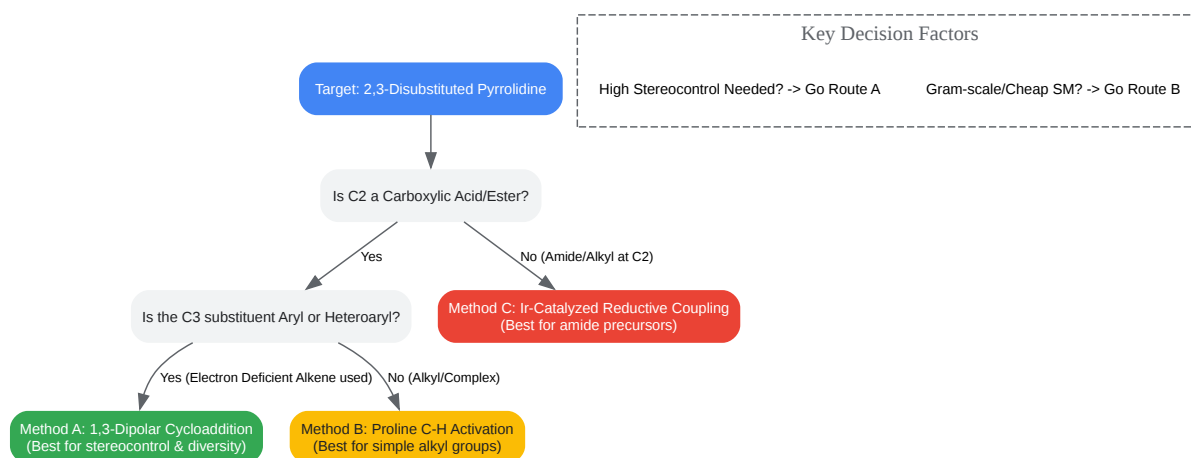 Key Decision Factors
Target: 2,3-Disubstituted Pyrrolidine
High Stereocontrol Needed? -> Go Route A
Gram-scale/Cheap SM? -> Go Route B
Is C2 a Carboxylic Acid/Ester?
Yes
No (Amide/Alkyl at C2)
Is the C3 substituent Aryl or Heteroaryl?
Method C: Ir-Catalyzed Reductive Coupling
(Best for amide precursors)
Yes (Electron Deficient Alkene used)
No (Alkyl/Complex)
Method A: 1,3-Dipolar Cycloaddition
(Best for stereocontrol & diversity)
Method B: Proline C-H Activation
(Best for simple alkyl groups)